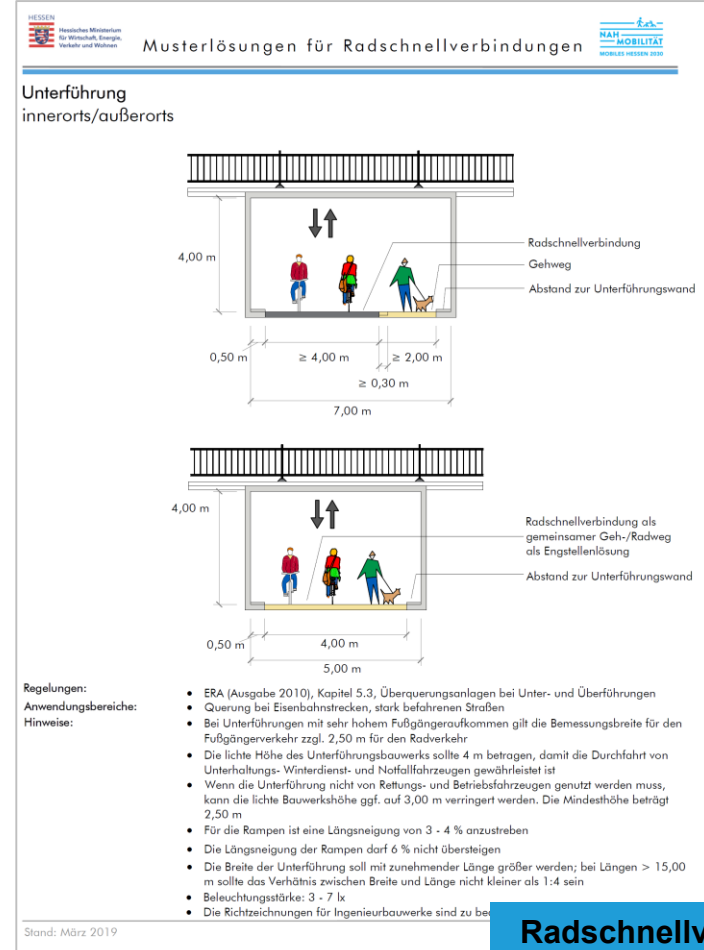 HESSEN
Hessisches Ministerium
für Wirtschaft, Energie,
Verkehr und Wohnen
Musterlösungen für Radschnellverbindungen
NAH
MOBILITÄT
MOBILES HESSEN 2020
Unterführung
innerorts/außerorts
4,00 m
Radschnellverbindung
Gehweg
Abstand zur Unterführungswand
0,50 m
≥ 4,00 m
≥ 2,00 m
≥ 0,30 m
7,00 m
4,00 m
Radschnellverbindung als
gemeinsamer Geh-/Radweg
als Engstellenlösung
Abstand zur Unterführungswand
0,50 m
4,00 m
5,00 m
Regelungen:
• ERA (Ausgabe 2010), Kapitel 5.3, Überquerungsanlagen bei Unter- und Überführungen
Anwendungsbereiche:
• Querung bei Eisenbahnstrecken, stark befahrenen Straßen
Hinweise:
• Bei Unterführungen mit sehr hohem Fußgängeraufkommen gilt die Bemessungsbreite für den
Fußgängerverkehr zzgl. 2,50 m für den Radverkehr
• Die lichte Höhe des Unterführungsbauwerks sollte 4 m betragen, damit die Durchfahrt von
Unterhaltungs- Winterdienst- und Notfallfahrzeugen gewährleistet ist
• Wenn die Unterführung nicht von Rettungs- und Betriebsfahrzeugen genutzt werden muss,
kann die lichte Bauwerkshöhe ggf. auf 3,00 m verringert werden. Die Mindesthöhe beträgt
2,50 m
• Für die Rampen ist eine Längsneigung von 3 - 4 % anzustreben
• Die Längsneigung der Rampen darf 6 % nicht übersteigen
• Die Breite der Unterführung soll mit zunehmender Länge größer werden; bei Längen > 15,00
m sollte das Verhätnis zwischen Breite und Länge nicht kleiner als 1:4 sein
• Beleuchtungsstärke: 3 - 7 lx
• Die Richtzeichnungen für Ingenieurbauwerke sind zu
Stand: März 2019
Radschnellv